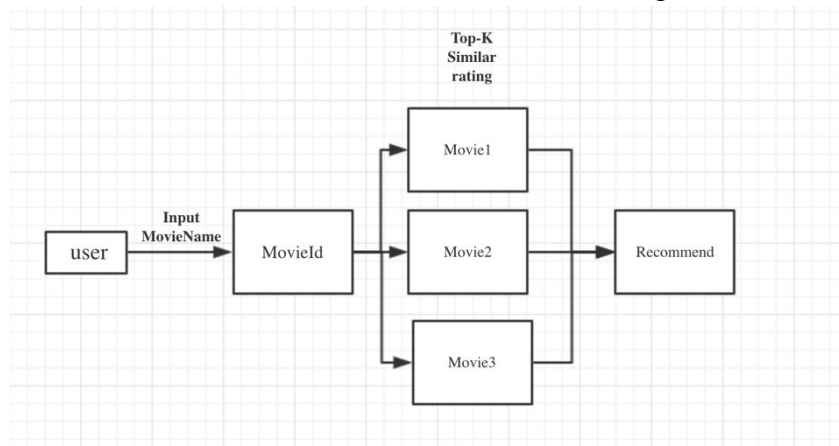 Top-K
Similar
rating
Movie1
Input
MovieName
user
MovieId
Movie2
Recommend
Movie3